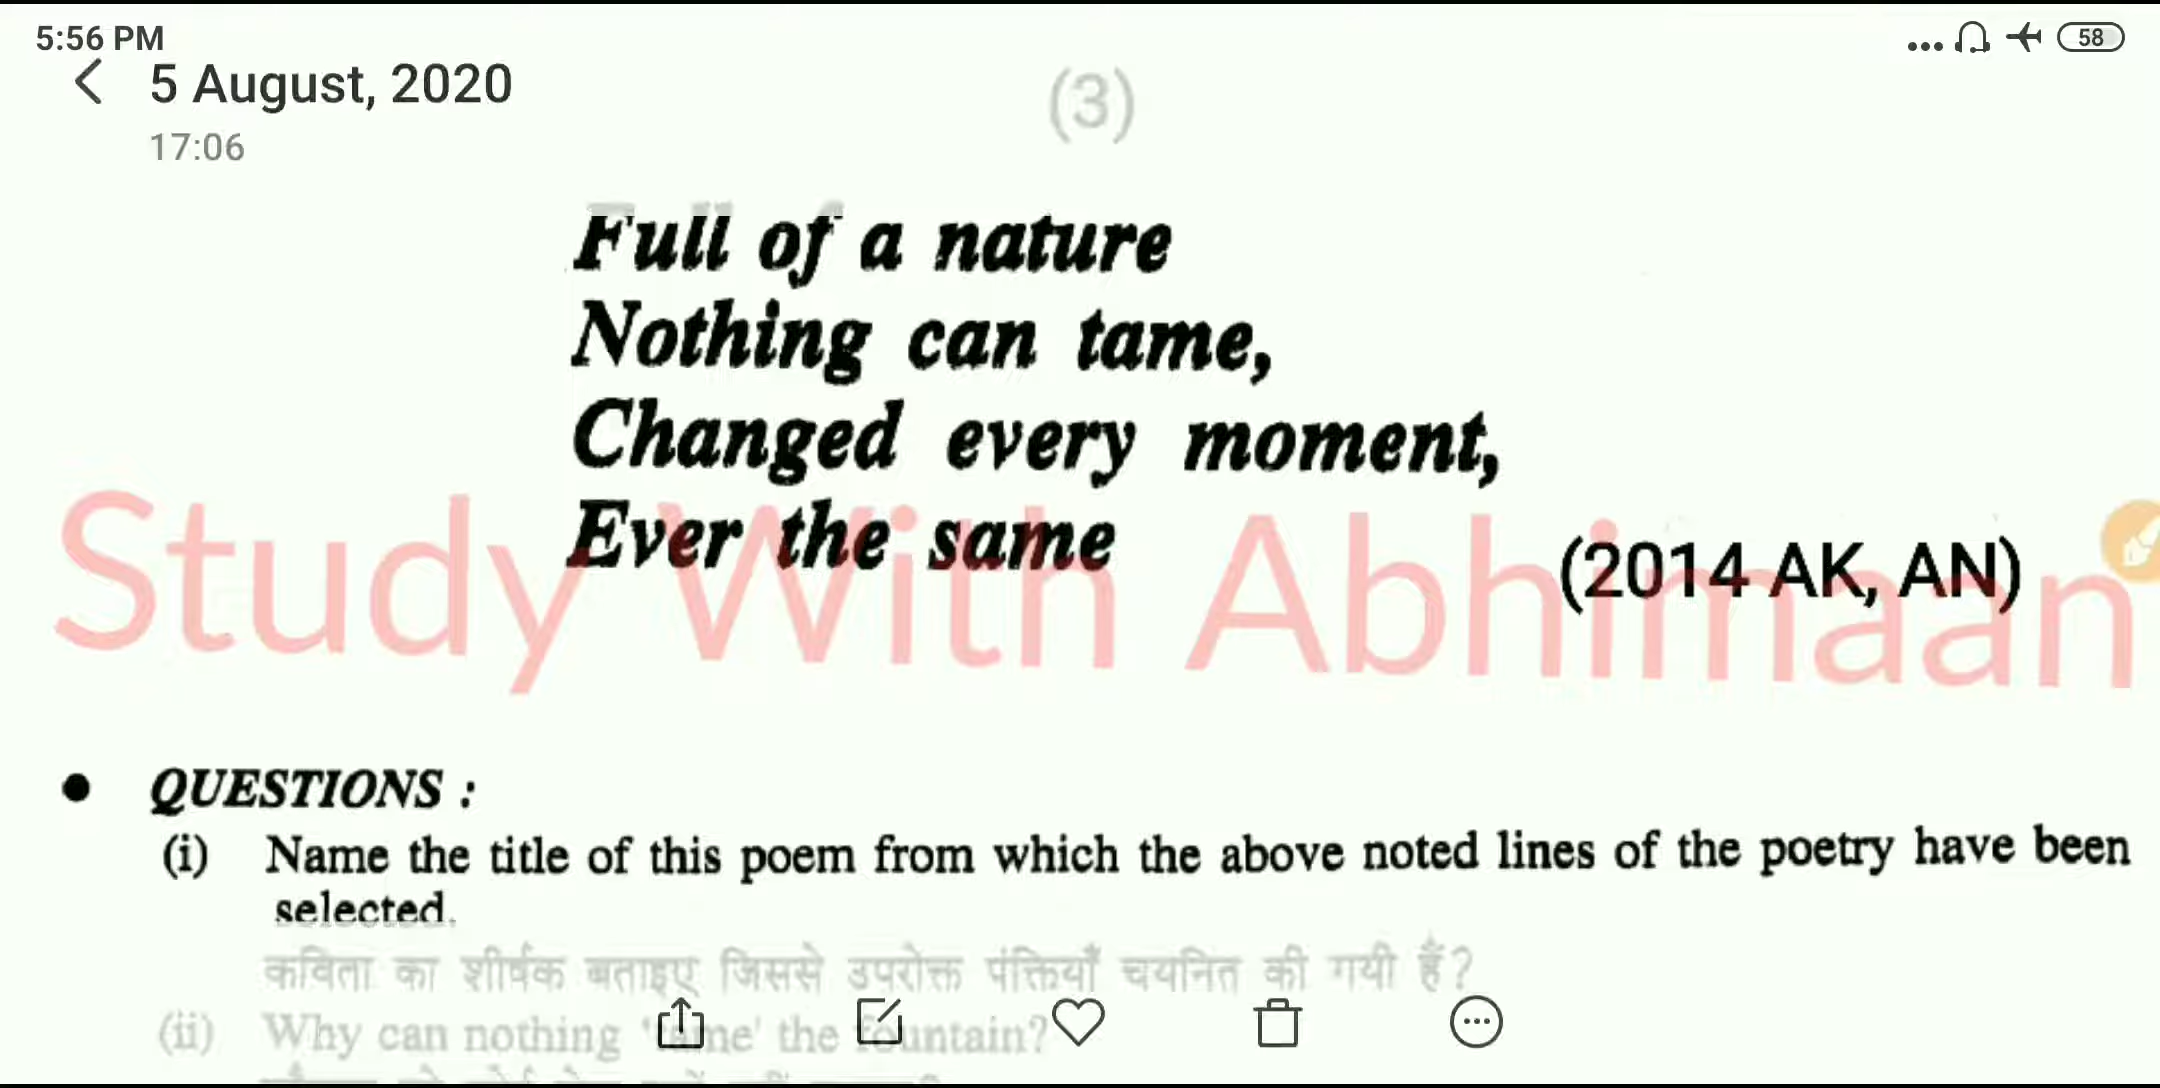 5:56 PM
58
5 August, 2020
17:06
(3)
Full of a nature
Nothing can tame,
Changed every moment,
Ever the same
(2014 AK, AN)
Study With Abhimaan
• QUESTIONS :
(i) Name the title of this poem from which the above noted lines of the poetry have been
selected.
कविता का शीर्षक बताइए जिससे उपरोक्त पंक्तियाँ चयनित की गयी हैं?
(ii) Why can nothing 'tame' the fountain?